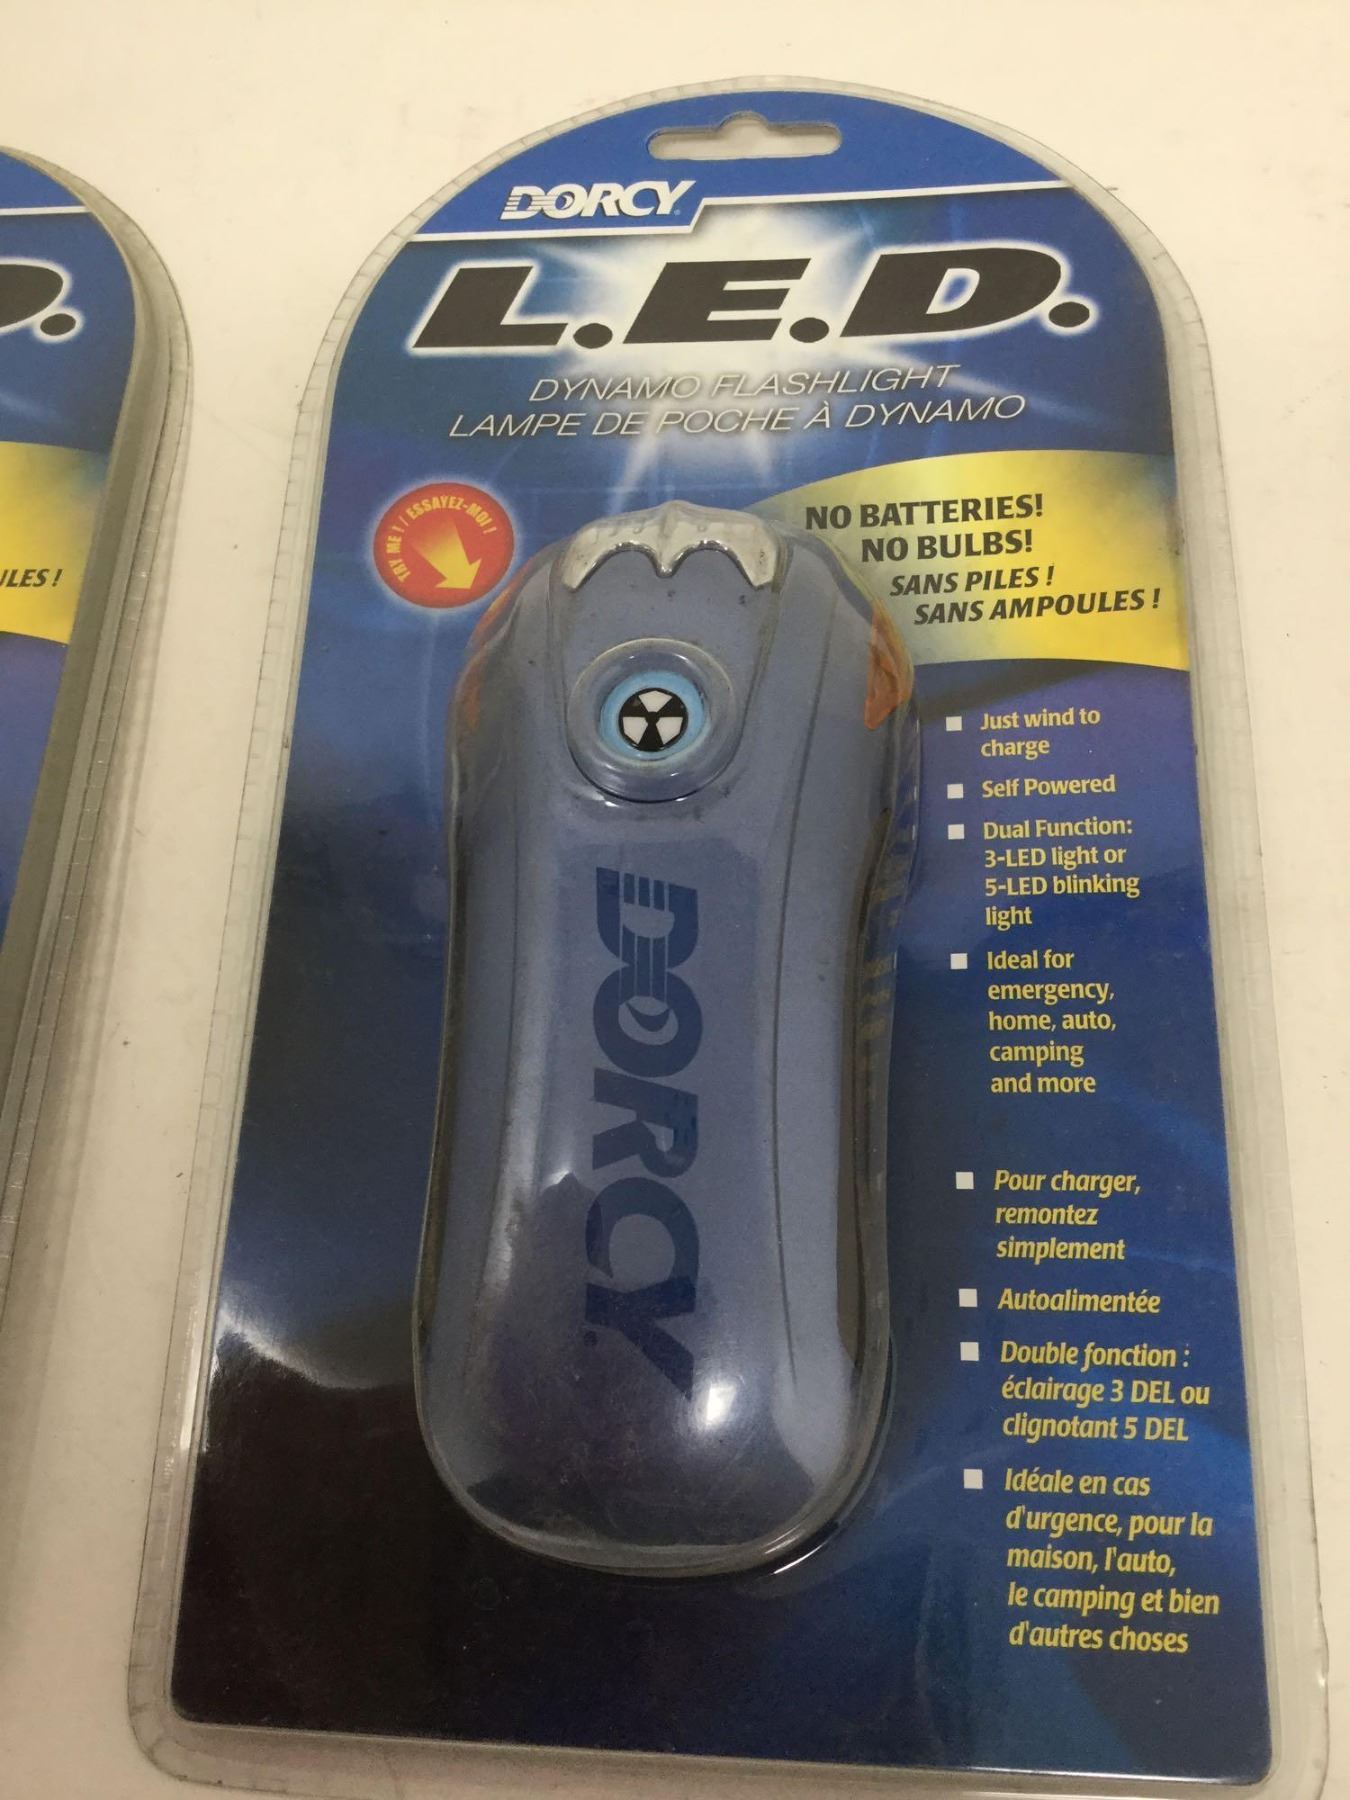 DORCY
L.E.D.
DYNAMO FLASHLIGHT
LAMPE DE POCHE À DYNAMO
TRY ME! / ESSAYEZ-MOI!
NO BATTERIES!
NO BULBS!
SANS PILES !
SANS AMPOULES !
Just wind to
charge
Self Powered
Dual Function:
3-LED light or
5-LED blinking
light
Ideal for
emergency,
home, auto,
camping
and more
Pour charger,
remontez
simplement
Autoalimentée
Double fonction :
éclairage 3 DEL ou
clignotant 5 DEL
Idéale en cas
d'urgence, pour la
maison, l'auto,
le camping et bien
d'autres choses
DORCY